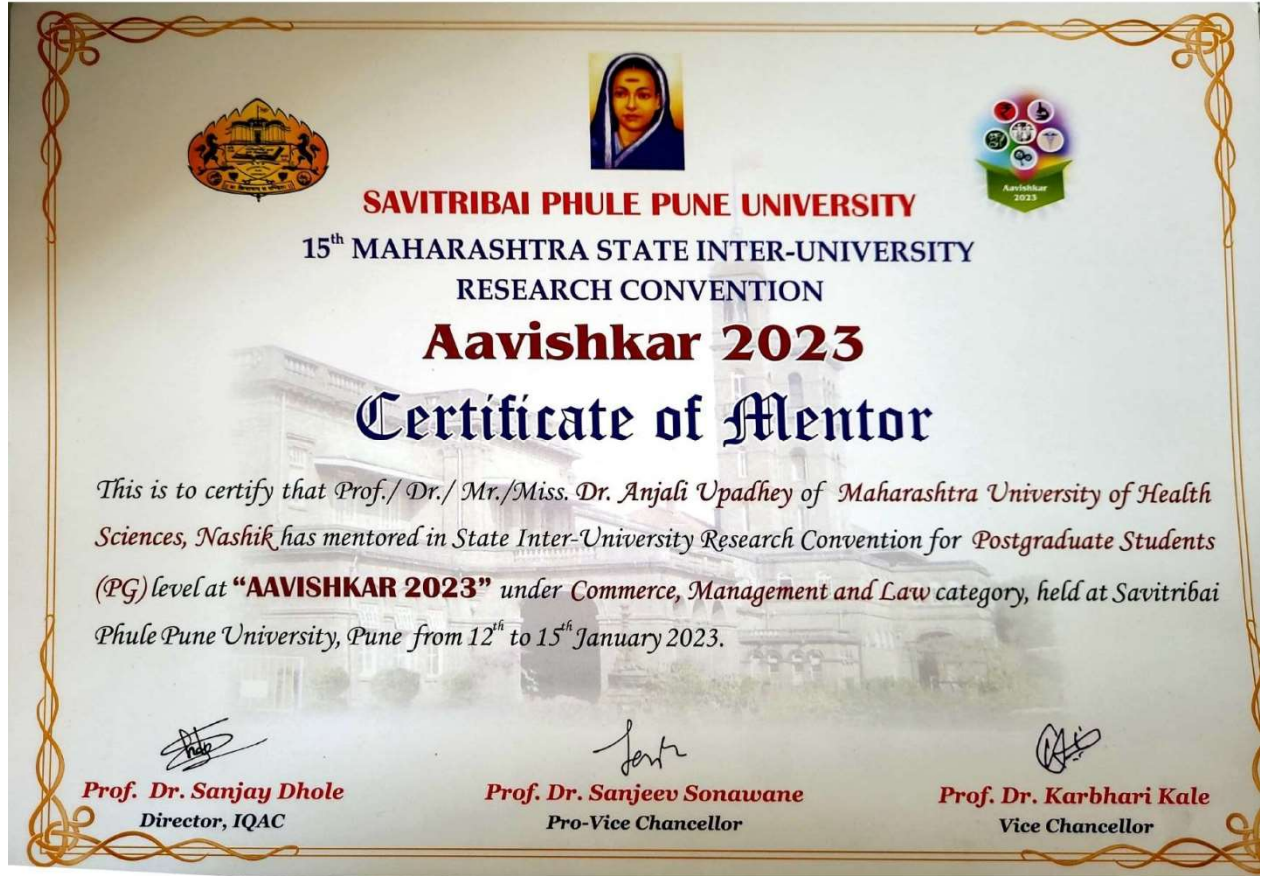 Aavishkar
2023
SAVITRIBAI PHULE PUNE UNIVERSITY
15th MAHARASHTRA STATE INTER-UNIVERSITY
RESEARCH CONVENTION
Aavishkar 2023
Certificate of Mentor
This is to certify that Prof./ Dr./ Mr./Miss. Dr. Anjali Upadhey of Maharashtra University of Health
Sciences, Nashik has mentored in State Inter-University Research Convention for Postgraduate Students
(PG) level at “AAVISHKAR 2023” under Commerce, Management and Law category, held at Savitribai
Phule Pune University, Pune from 12th to 15th January 2023.
Prof. Dr. Sanjay Dhole
Director, IQAC
Prof. Dr. Sanjeev Sonawane
Pro-Vice Chancellor
Prof. Dr. Karbhari Kale
Vice Chancellor